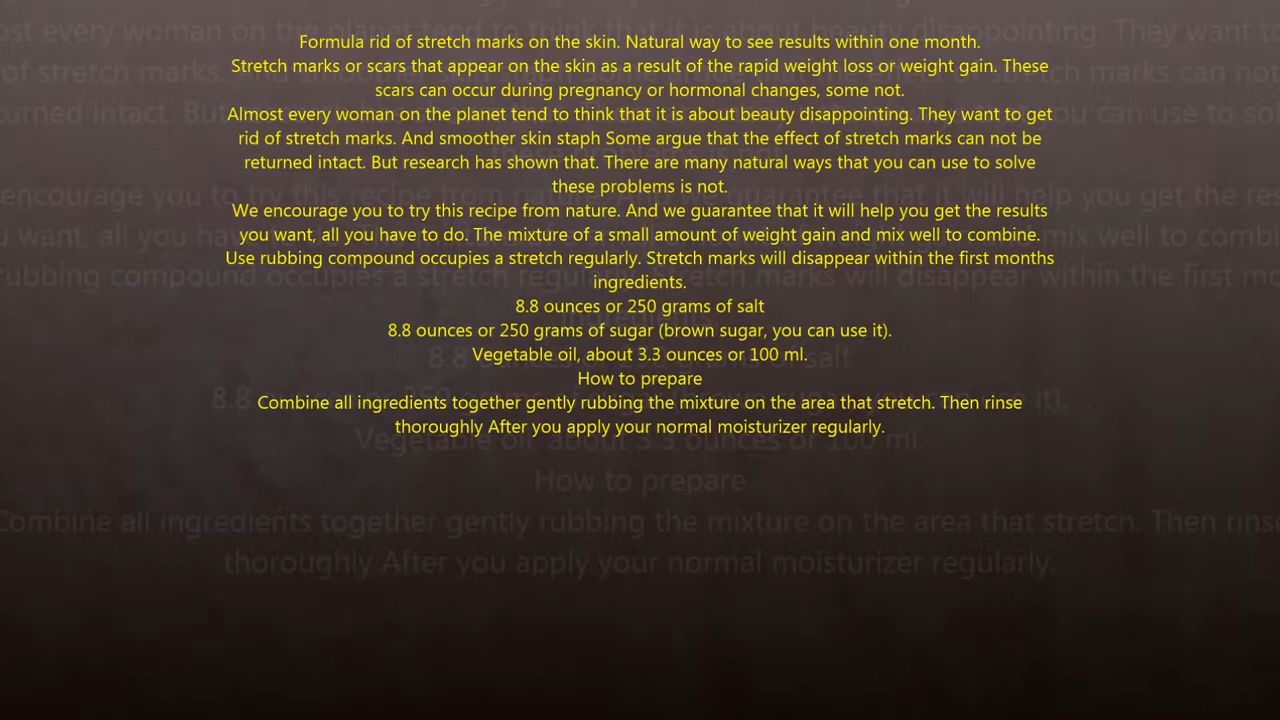 Formula rid of stretch marks on the skin. Natural way to see results within one month.
Stretch marks or scars that appear on the skin as a result of the rapid weight loss or weight gain. These
scars can occur during pregnancy or hormonal changes, some not.
Almost every woman on the planet tend to think that it is about beauty disappointing. They want to get
rid of stretch marks. And smoother skin staph Some argue that the effect of stretch marks can not be
returned intact. But research has shown that. There are many natural ways that you can use to solve
these problems is not.
We encourage you to try this recipe from nature. And we guarantee that it will help you get the results
you want, all you have to do. The mixture of a small amount of weight gain and mix well to combine.
Use rubbing compound occupies a stretch regularly. Stretch marks will disappear within the first months
ingredients.
8.8 ounces or 250 grams of salt
8.8 ounces or 250 grams of sugar (brown sugar, you can use it).
Vegetable oil, about 3.3 ounces or 100 ml.
How to prepare
Combine all ingredients together gently rubbing the mixture on the area that stretch. Then rinse
thoroughly After you apply your normal moisturizer regularly.